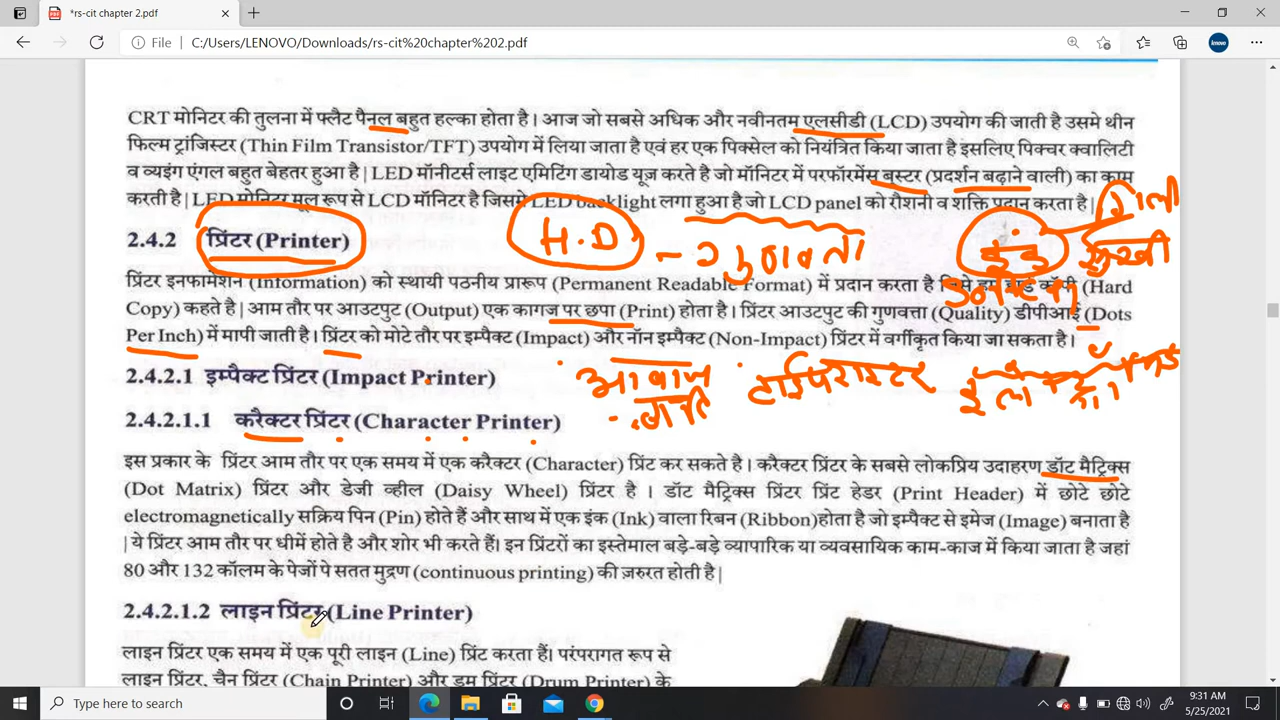 *rs-cit chapter 2.pdf
File C:/Users/LENOVO/Downloads/rs-cit%20chapter%202.pdf
CRT मोनिटर की तुलना में फ्लैट पैनल बहुत हल्का होता है| आज जो सबसे अधिक और नवीनतम एलसीडी (LCD) उपयोग की जाती है उसमे थीन
फिल्म ट्रांजिस्टर (Thin Film Transistor/TFT) उपयोग में लिया जाता है एवं हर एक पिक्सेल को नियंत्रित किया जाता है इसलिए पिक्चर क्वालिटी
व व्यइंग एंगल बहुत बेहतर हुआ है | LED मॉनीटर्स लाइट एमिटिंग डायोड यूज़ करते है जो मॉनिटर में परफॉरमेंस बूस्टर (प्रदर्शन बढ़ाने वाली) का काम
करती है | LED मोनिटर मूल रूप से LCD मॉनिटर है जिसमे LED backlight लगा हुआ है जो LCD panel को रौशनी व शक्ति प्रदान करता है |
H.D
2.4.2 प्रिंटर (Printer)
प्रिंटर इनफार्मेशन (Information) को स्थायी पठनीय प्रारूप (Permanent Readable Format) में प्रदान करता है जिसे हम हार्ड कॉपी (Hard
Copy) कहते है | आम तौर पर आउटपुट (Output) एक कागज पर छपा (Print) होता है | प्रिंटर आउटपुट की गुणवत्ता (Quality) डीपीआई (Dots
Per Inch) में मापी जाती है | प्रिंटर को मोटे तौर पर इम्पैक्ट (Impact) और नॉन इम्पैक्ट (Non-Impact) प्रिंटर में वर्गीकृत किया जा सकता है |
2.4.2.1 इम्पैक्ट प्रिंटर (Impact Printer) आवाज टाईपराइटर
2.4.2.1.1 करैक्टर प्रिंटर (Character Printer)
इस प्रकार के प्रिंटर आम तौर पर एक समय में एक करैक्टर (Character) प्रिंट कर सकते है | करैक्टर प्रिंटर के सबसे लोकप्रिय उदाहरण डॉट मैट्रिक्स
(Dot Matrix) प्रिंटर और डेजी व्हील (Daisy Wheel) प्रिंटर है | डॉट मैट्रिक्स प्रिंटर प्रिंट हेडर (Print Header) में छोटे छोटे
electromagnetically सक्रिय पिन (Pin) होते हैं और साथ में एक इंक (Ink) वाला रिबन (Ribbon)होता है जो इम्पैक्ट से इमेज (Image) बनाता है
| ये प्रिंटर आम तौर पर धीमें होते है और शोर भी करते हैं। इन प्रिंटरों का इस्तेमाल बड़े-बड़े व्यापारिक या व्यवसायिक काम-काज में किया जाता है जहां
80 और 132 कॉलम के पेजों पे सतत मुद्रण (continuous printing) की ज़रुरत होती है |
2.4.2.1.2 लाइन प्रिंटर (Line Printer)
लाइन प्रिंटर एक समय में एक पूरी लाइन (Line) प्रिंट करता हैं। परंपरागत रूप से
लाइन प्रिंटर, चैन प्रिंटर (Chain Printer) और ड्रम प्रिंटर (Drum Printer) के
Type here to search
9:31 AM
5/25/2021